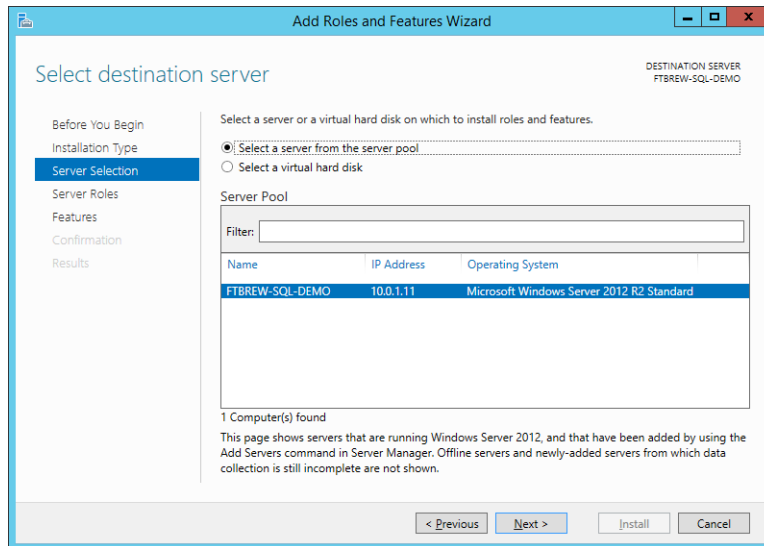 Add Roles and Features Wizard
Select destination server
DESTINATION SERVER
FTBREW-SQL-DEMO
Before You Begin
Installation Type
Server Selection
Server Roles
Features
Confirmation
Results
Select a server or a virtual hard disk on which to install roles and features.
Select a server from the server pool
Select a virtual hard disk
Server Pool
Filter:
Name IP Address Operating System
FTBREW-SQL-DEMO 10.0.1.11 Microsoft Windows Server 2012 R2 Standard
1 Computer(s) found
This page shows servers that are running Windows Server 2012, and that have been added by using the
Add Servers command in Server Manager. Offline servers and newly-added servers from which data
collection is still incomplete are not shown.
< Previous Next > Install Cancel